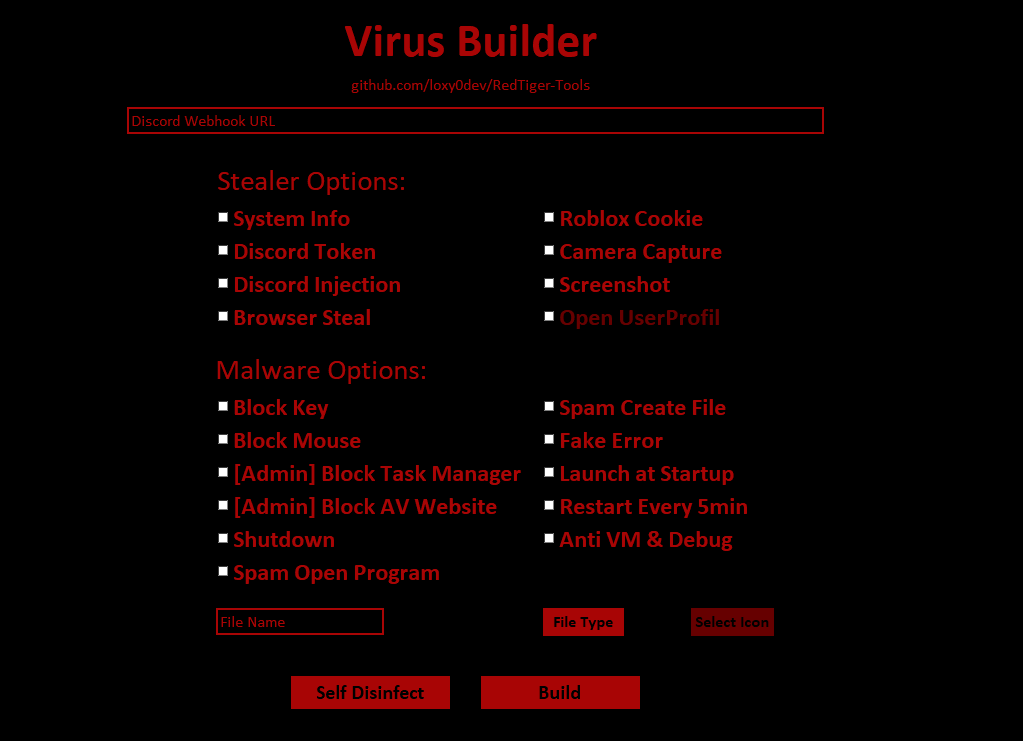 Virus Builder
github.com/loxy0dev/RedTiger-Tools
Discord Webhook URL
Stealer Options:
System Info
Roblox Cookie
Discord Token
Camera Capture
Discord Injection
Screenshot
Browser Steal
Open UserProfil
Malware Options:
Block Key
Spam Create File
Block Mouse
Fake Error
[Admin] Block Task Manager
Launch at Startup
[Admin] Block AV Website
Restart Every 5min
Shutdown
Anti VM & Debug
Spam Open Program
File Name
File Type
Select Icon
Self Disinfect
Build